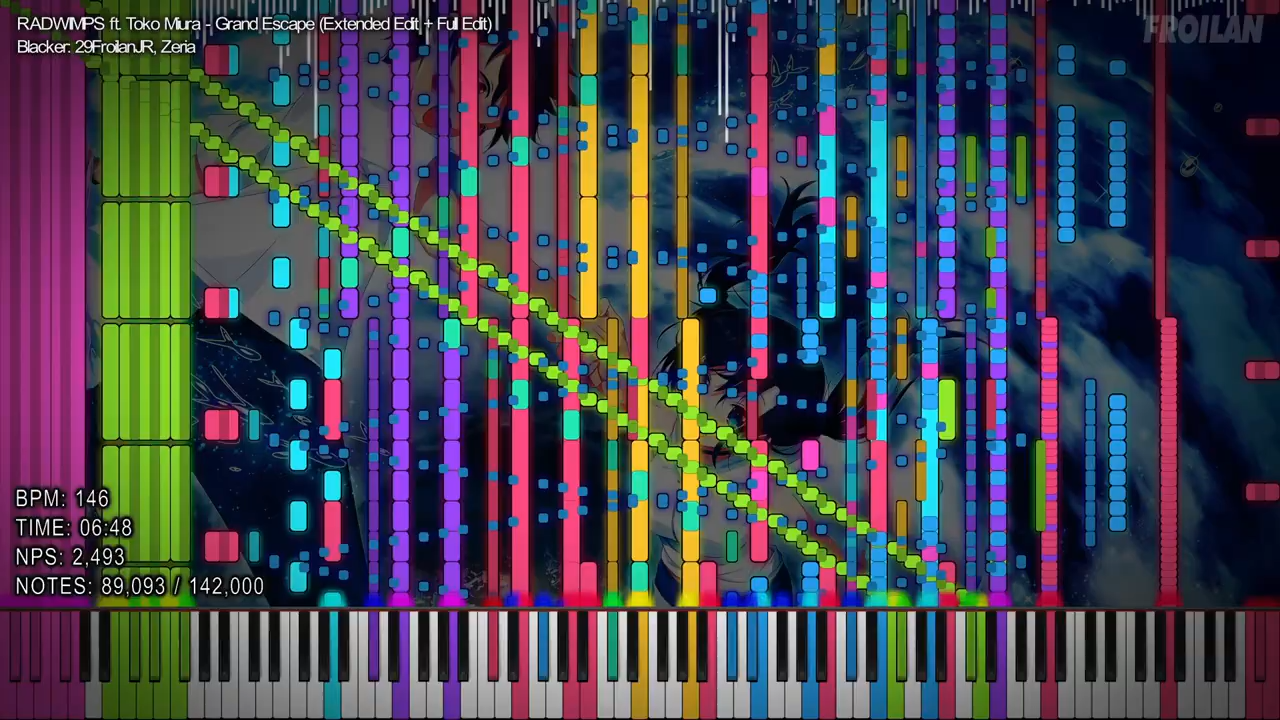 RADWIMPS ft. Toko Miura - Grand Escape (Extended Edit + Full Edit)
Blacker: 29FroilanJR, Zeria
FROILAN
BPM: 146
TIME: 06:48
NPS: 2,493
NOTES: 89,093 / 142,000